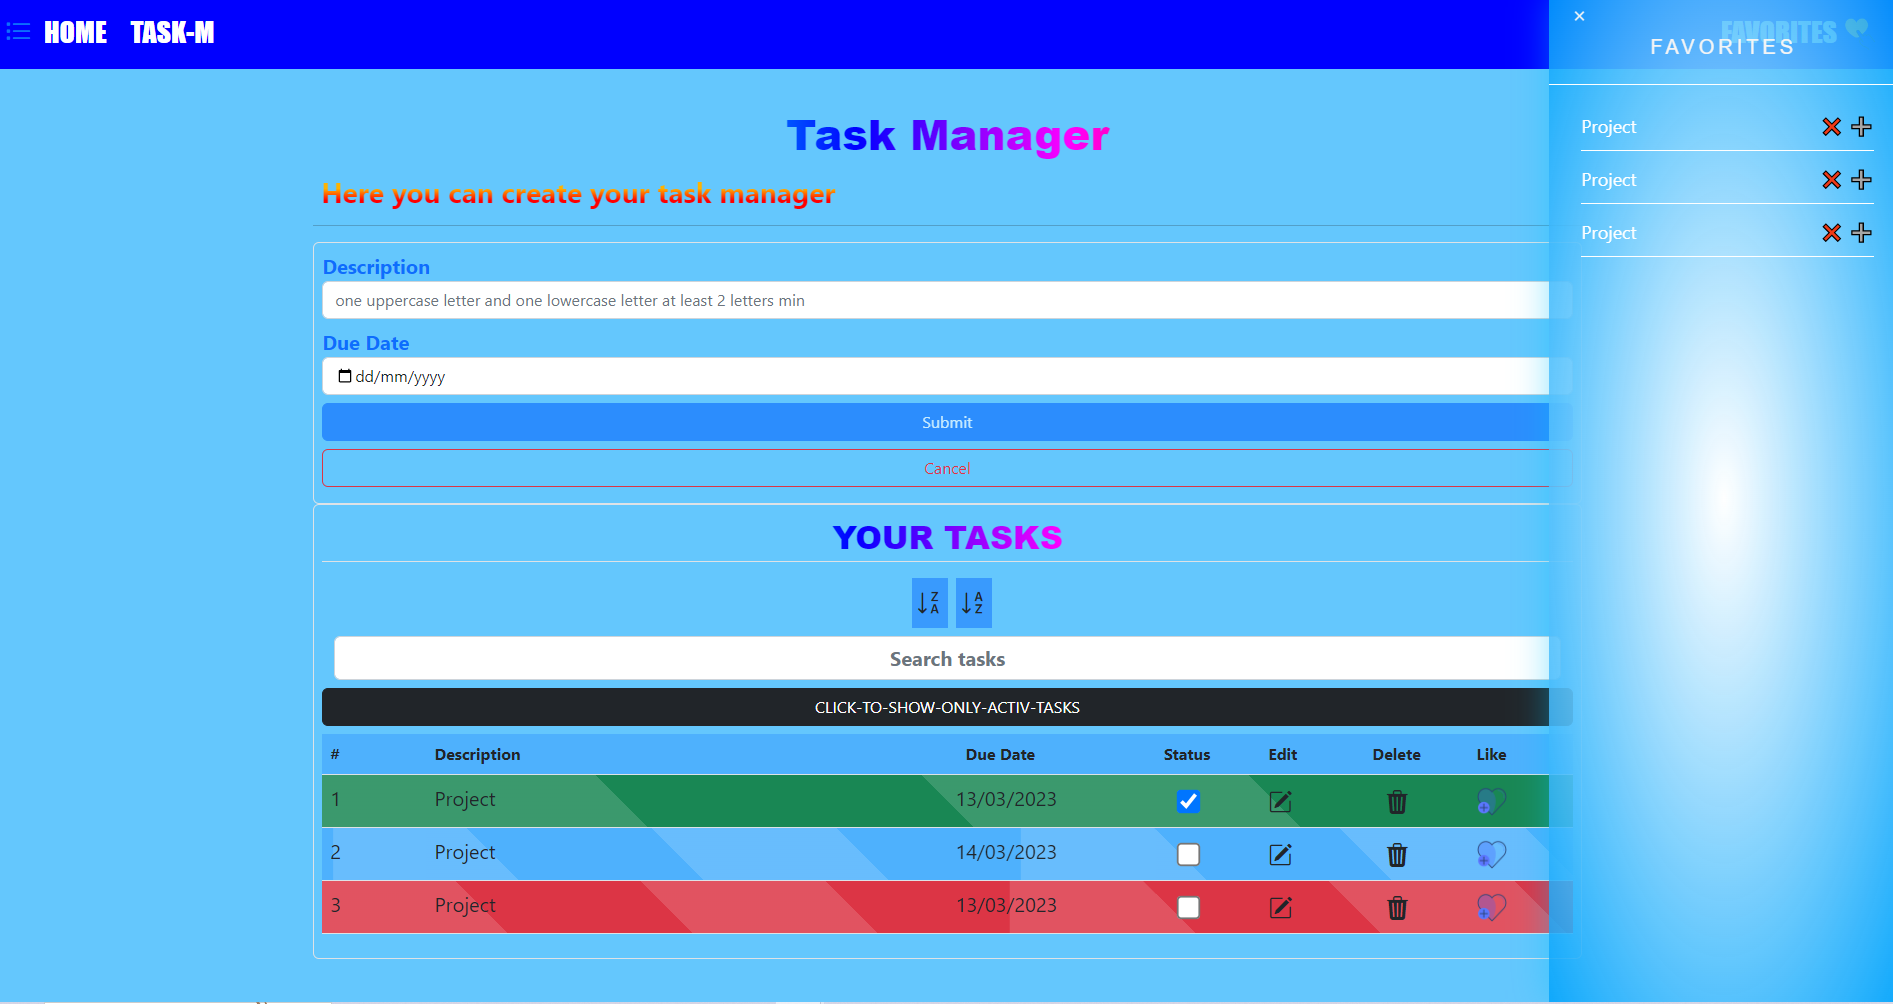 HOME TASK-M FAVORITES
FAVORITES
Project
Project
Project
Task Manager
Here you can create your task manager
Description
one uppercase letter and one lowercase letter at least 2 letters min
Due Date
dd/mm/yyyy
Submit
Cancel
YOUR TASKS
Z A A Z
Search tasks
CLICK-TO-SHOW-ONLY-ACTIV-TASKS
# Description Due Date Status Edit Delete Like
1 Project 13/03/2023
2 Project 14/03/2023
3 Project 13/03/2023